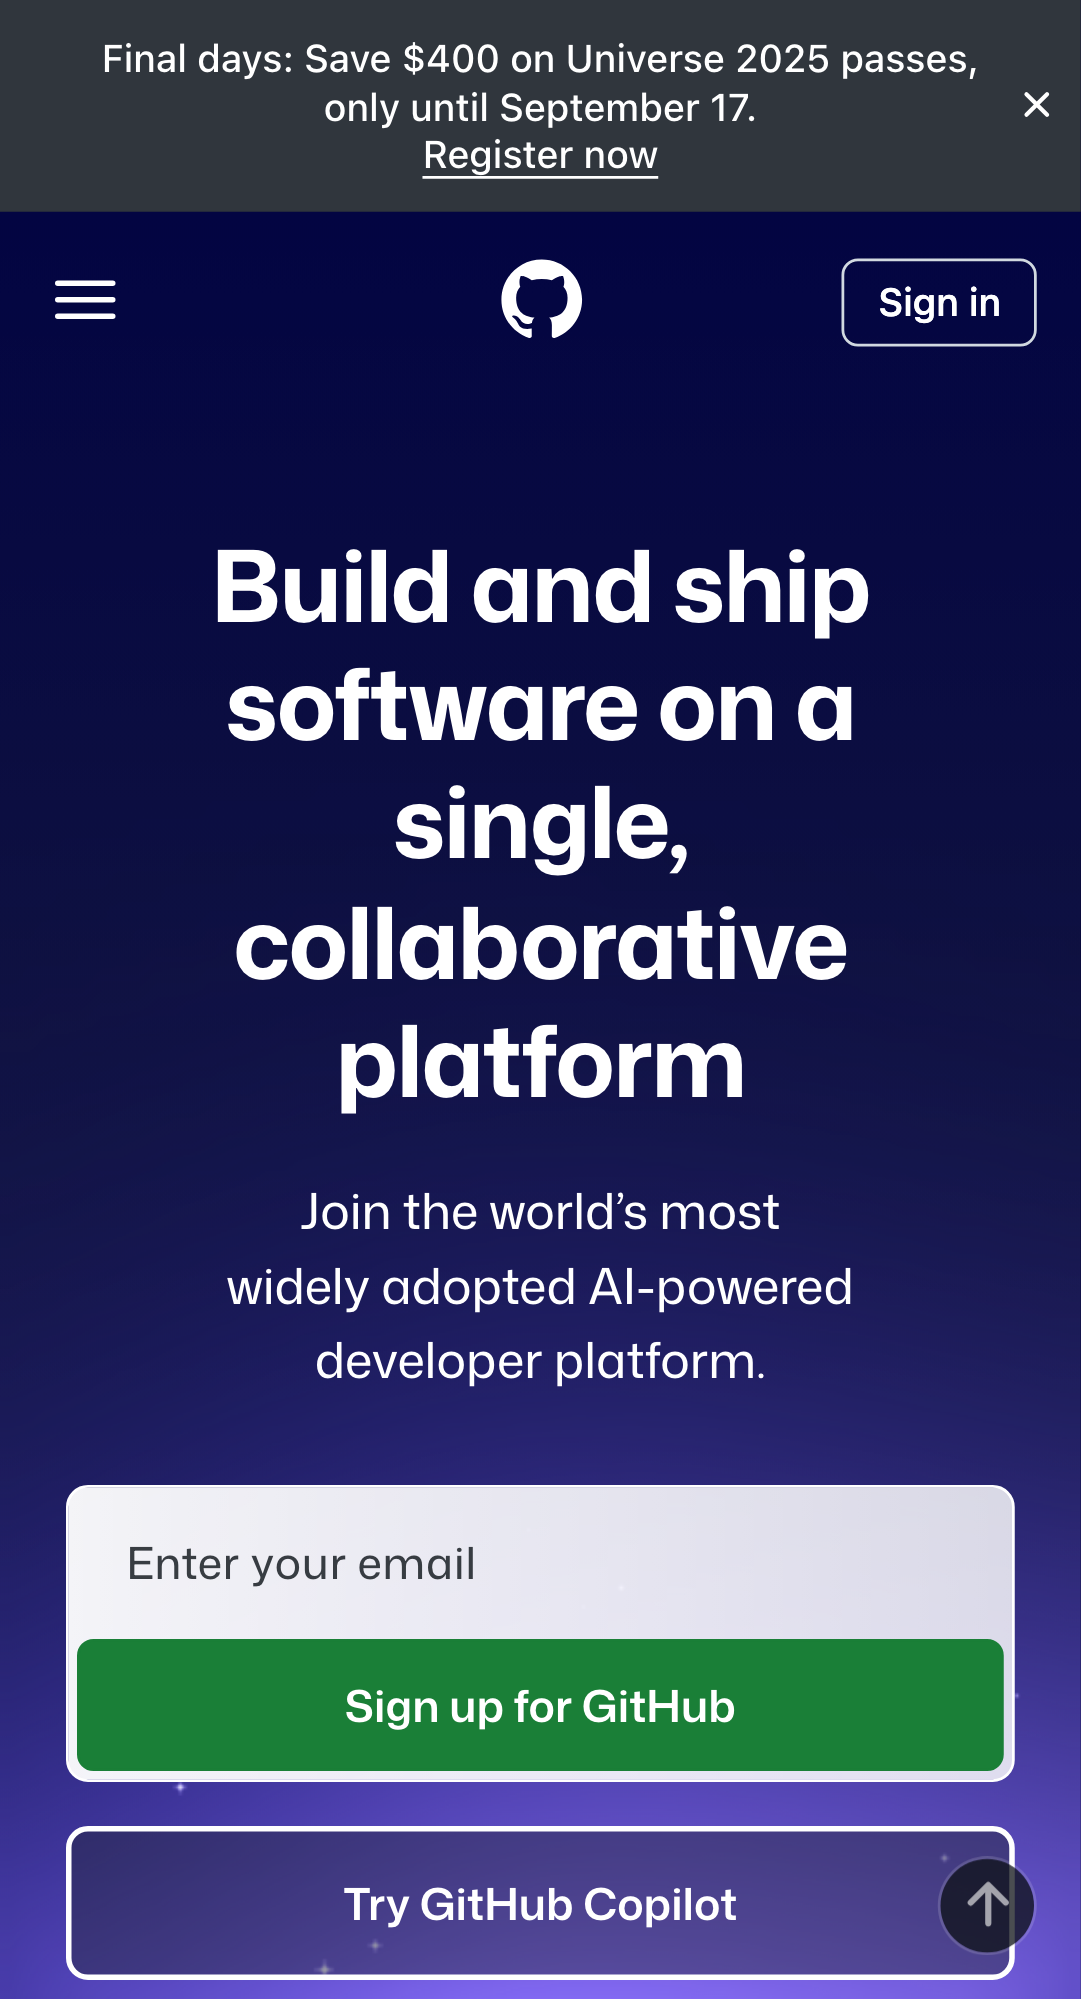 Final days: Save $400 on Universe 2025 passes,
only until September 17.
Register now
Sign in
Build and ship
software on a
single,
collaborative
platform
Join the world’s most
widely adopted AI-powered
developer platform.
Enter your email
Sign up for GitHub
Try GitHub Copilot